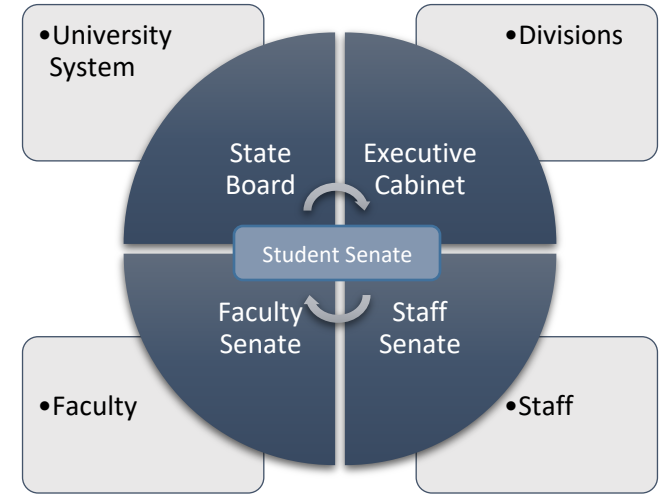 •University
System
•Divisions
State
Board
Executive
Cabinet
Student Senate
Faculty
Senate
Staff
Senate
•Faculty
•Staff